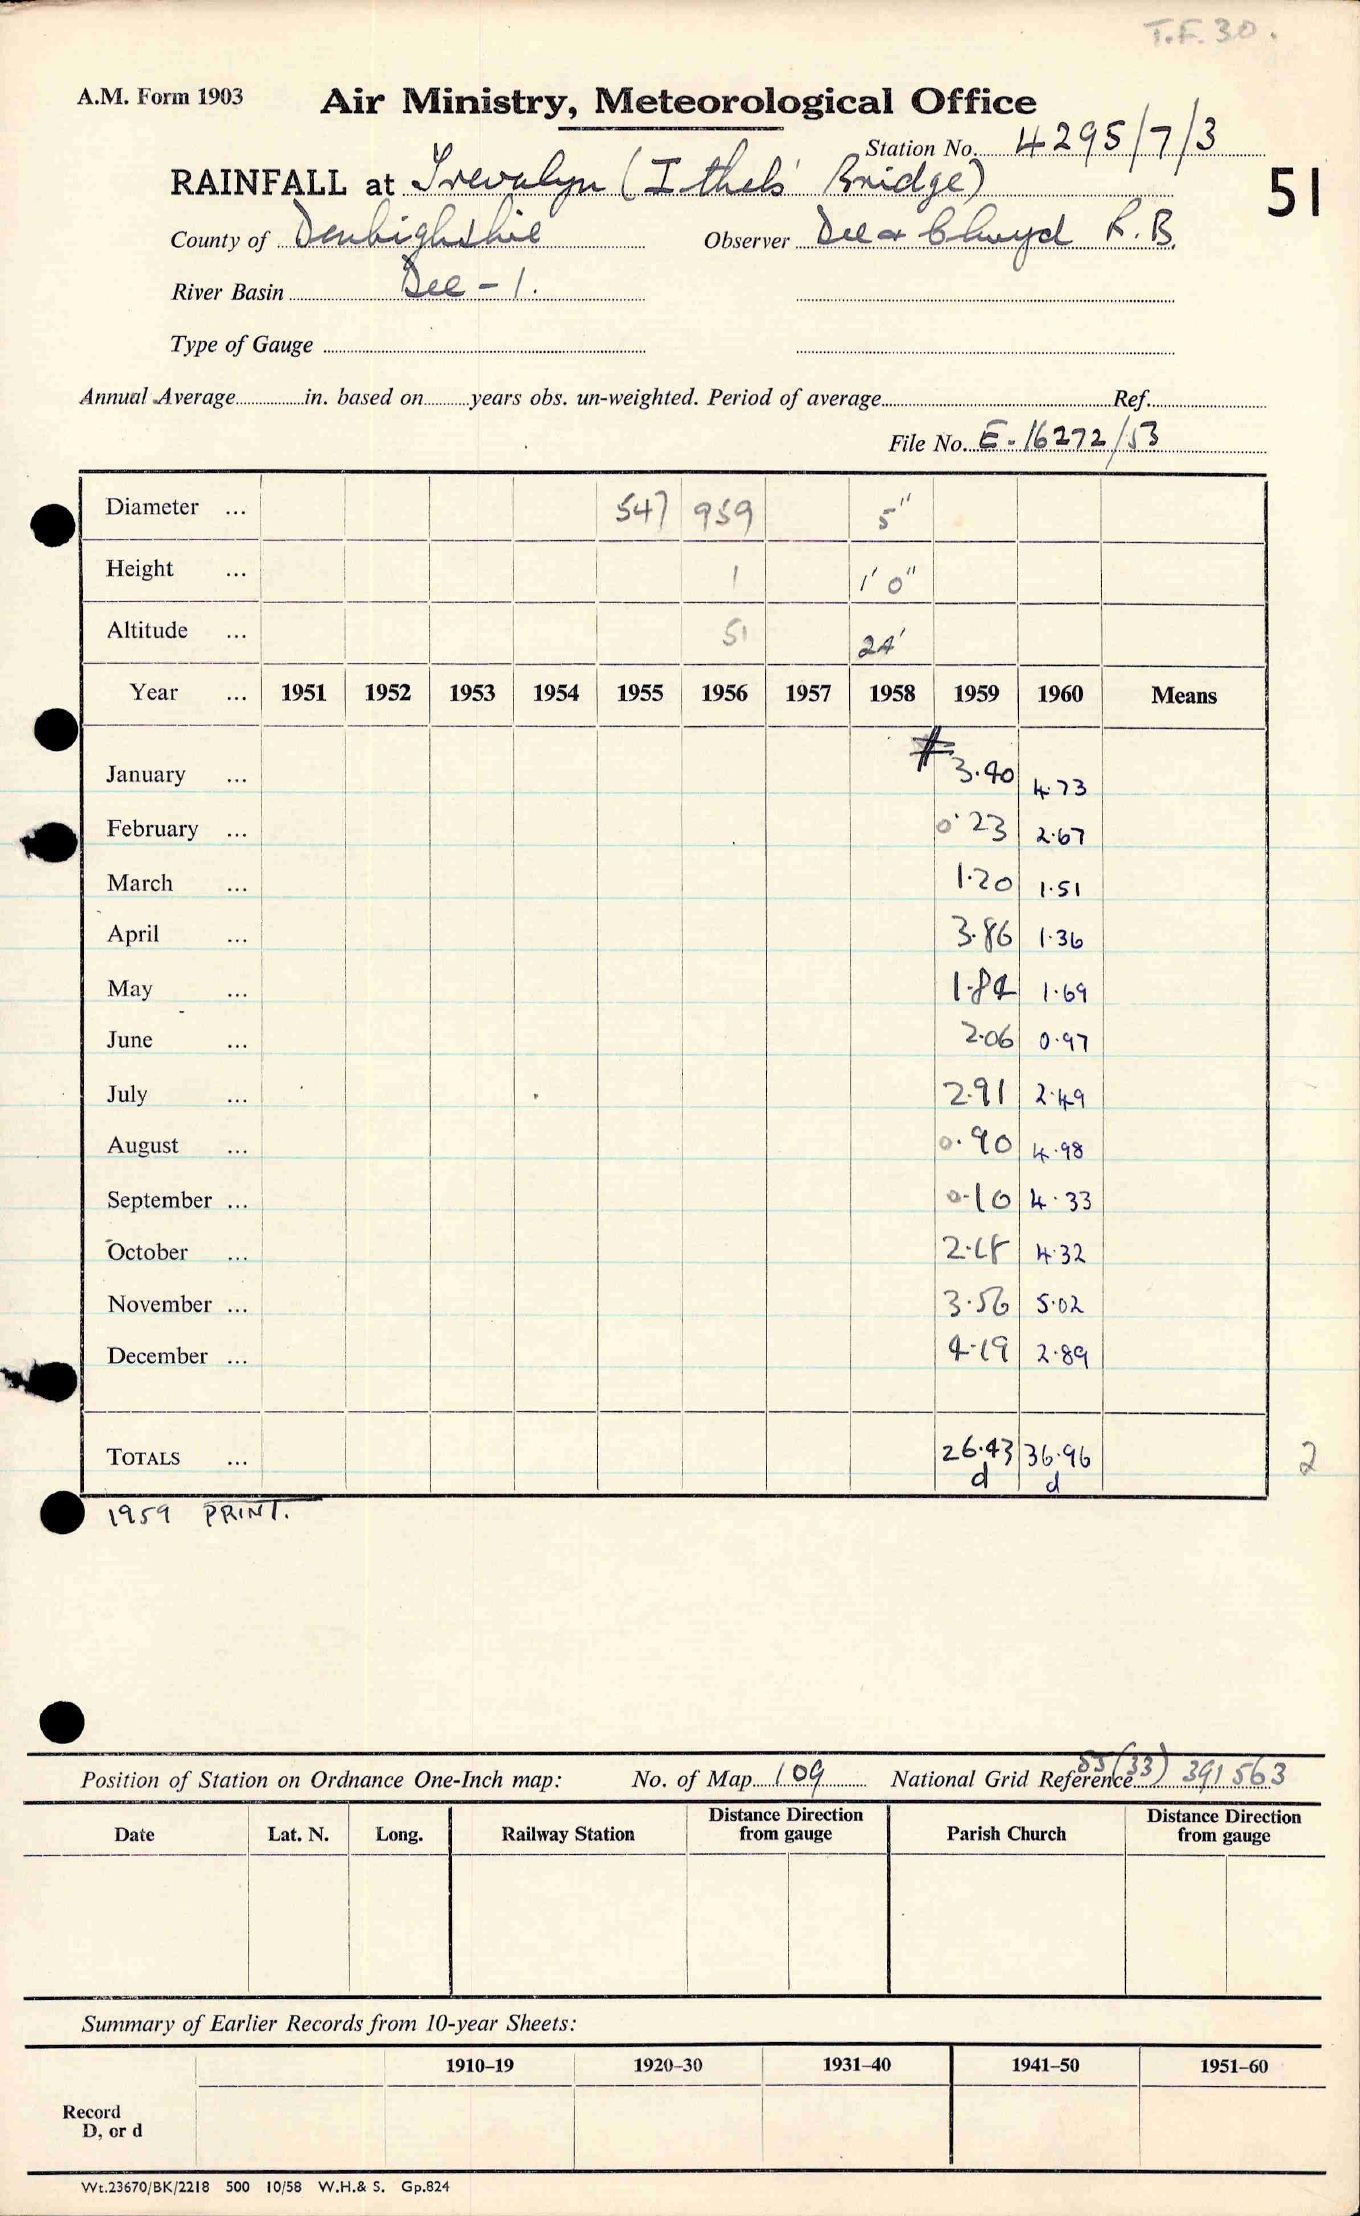 T.F. 30.
A.M. Form 1903
Air Ministry, Meteorological Office
Station No. 4295/7/3
RAINFALL at Trevalyn (Ithels' Bridge)
51
County of Denbighshire Observer Dee & Clwyd R.B.
River Basin Dee - 1.
Type of Gauge
Annual Average in. based on years obs. un-weighted. Period of average Ref.
File No. E-16272/53
Diameter ... 547 959 5"
Height ... 1 1' 0"
Altitude ... 51 24'
Year ... 1951 1952 1953 1954 1955 1956 1957 1958 1959 1960 Means
January ... # 3.40 4.73
February ... 0.23 2.67
March ... 1.20 1.51
April ... 3.86 1.36
May ... 1.84 1.69
June ... 2.06 0.97
July ... 2.91 2.49
August ... 0.90 4.98
September ... 0.10 4.33
October ... 2.18 4.32
November ... 3.56 5.02
December ... 4.19 2.89
TOTALS ... 26.43 36.96 2
d d
1959 PRINT.
Position of Station on Ordnance One-Inch map: No. of Map 109 National Grid Reference 55(33) 391 563
Date Lat. N. Long. Railway Station Distance Direction from gauge Parish Church Distance Direction from gauge
Summary of Earlier Records from 10-year Sheets:
1910–19 1920–30 1931–40 1941–50 1951–60
Record
D, or d
Wt.23670/BK/2218 500 10/58 W.H.& S. Gp.824